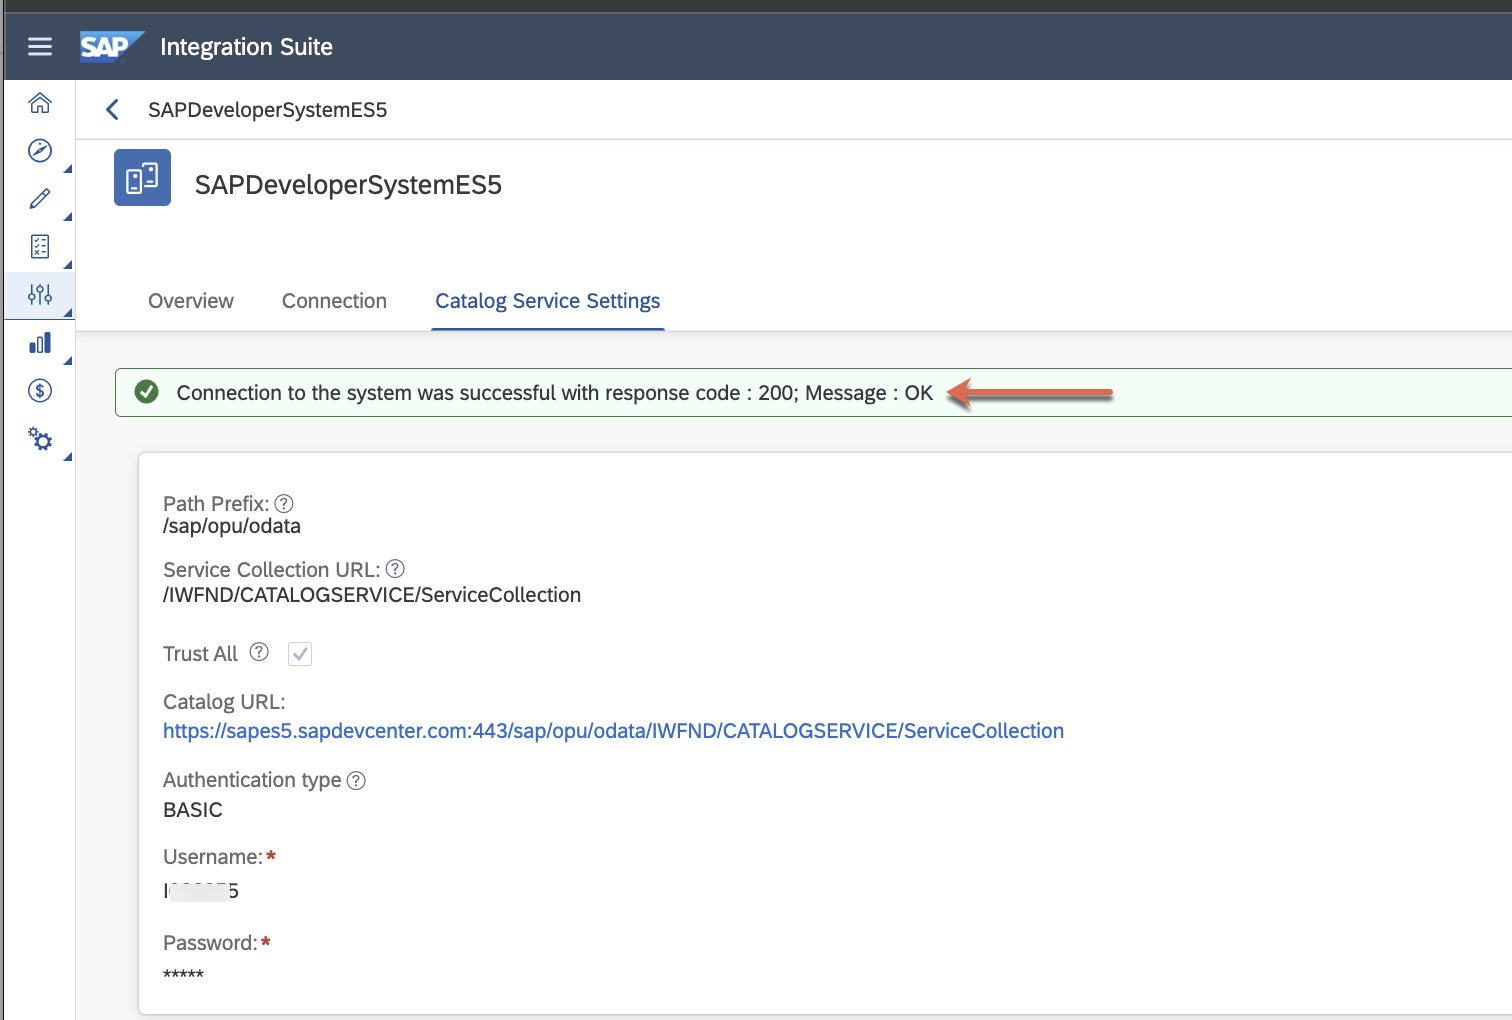 SAP Integration Suite
SAPDeveloperSystemES5
SAPDeveloperSystemES5
Overview Connection Catalog Service Settings
Connection to the system was successful with response code : 200; Message : OK
Path Prefix:
/sap/opu/odata
Service Collection URL:
/IWFND/CATALOGSERVICE/ServiceCollection
Trust All
Catalog URL:
https://sapes5.sapdevcenter.com:443/sap/opu/odata/IWFND/CATALOGSERVICE/ServiceCollection
Authentication type
BASIC
Username:*
Password:*
*****